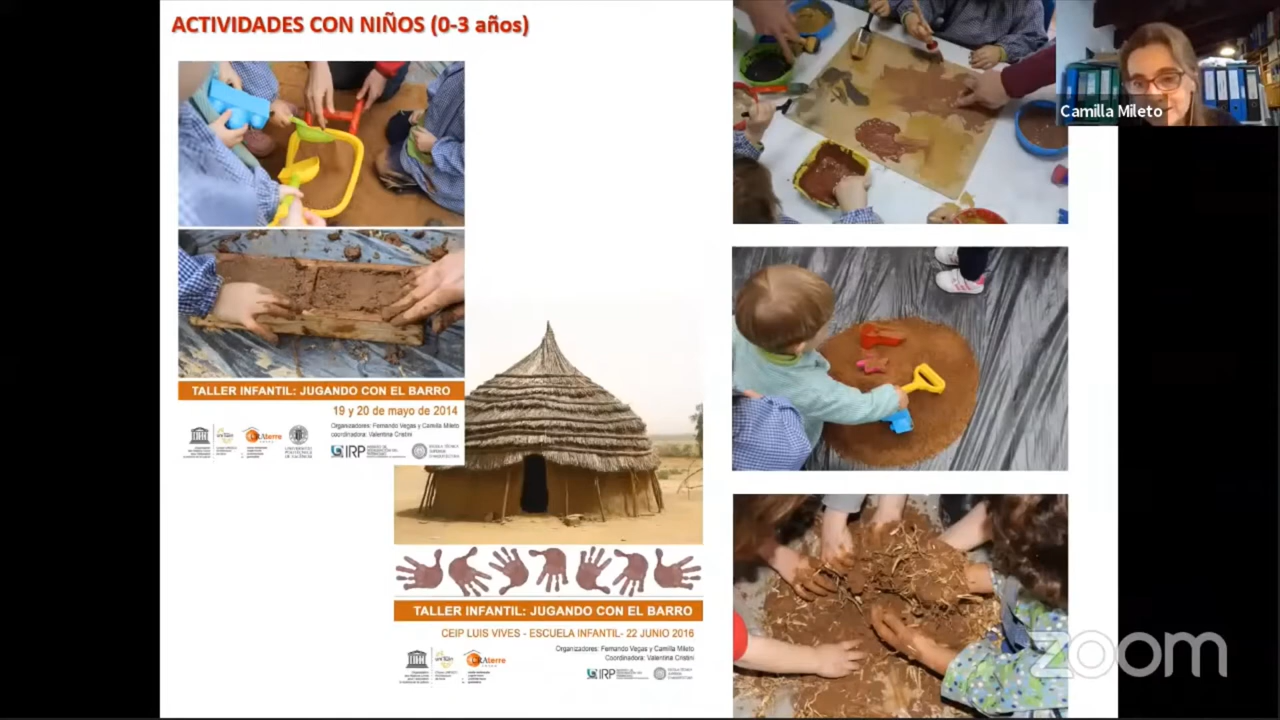 ACTIVIDADES CON NIÑOS (0-3 años)
Camilla Mileto
TALLER INFANTIL: JUGANDO CON EL BARRO
19 y 20 de mayo de 2014
Organizadores: Fernando Vegas y Camilla Mileto
coordinadora: Valentina Cristini
IRP
TALLER INFANTIL: JUGANDO CON EL BARRO
CEIP LUIS VIVES - ESCUELA INFANTIL- 22 JUNIO 2016
Organizadores: Fernando Vegas y Camilla Mileto
Coordinadora: Valentina Cristini
IRP
zoom